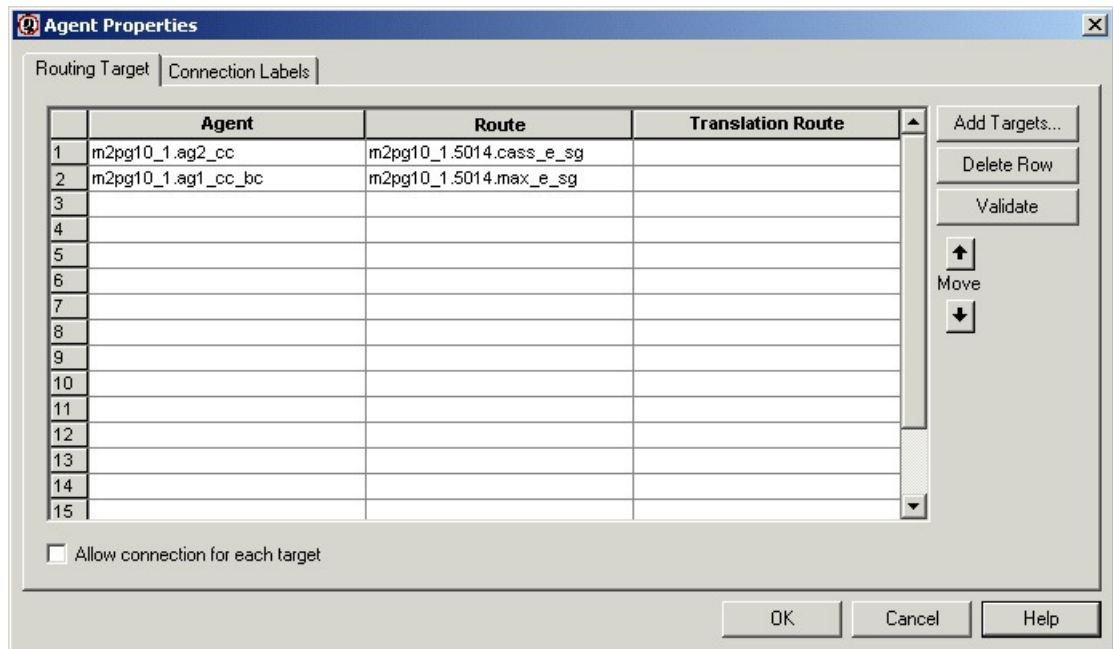 Agent Properties
Routing Target Connection Labels
Agent Route Translation Route
1 m2pg10_1.ag2_cc m2pg10_1.5014.cass_e_sg
2 m2pg10_1.ag1_cc_bc m2pg10_1.5014.max_e_sg
3
4
5
6
7
8
9
10
11
12
13
14
15
Add Targets...
Delete Row
Validate
Move
Allow connection for each target
OK Cancel Help